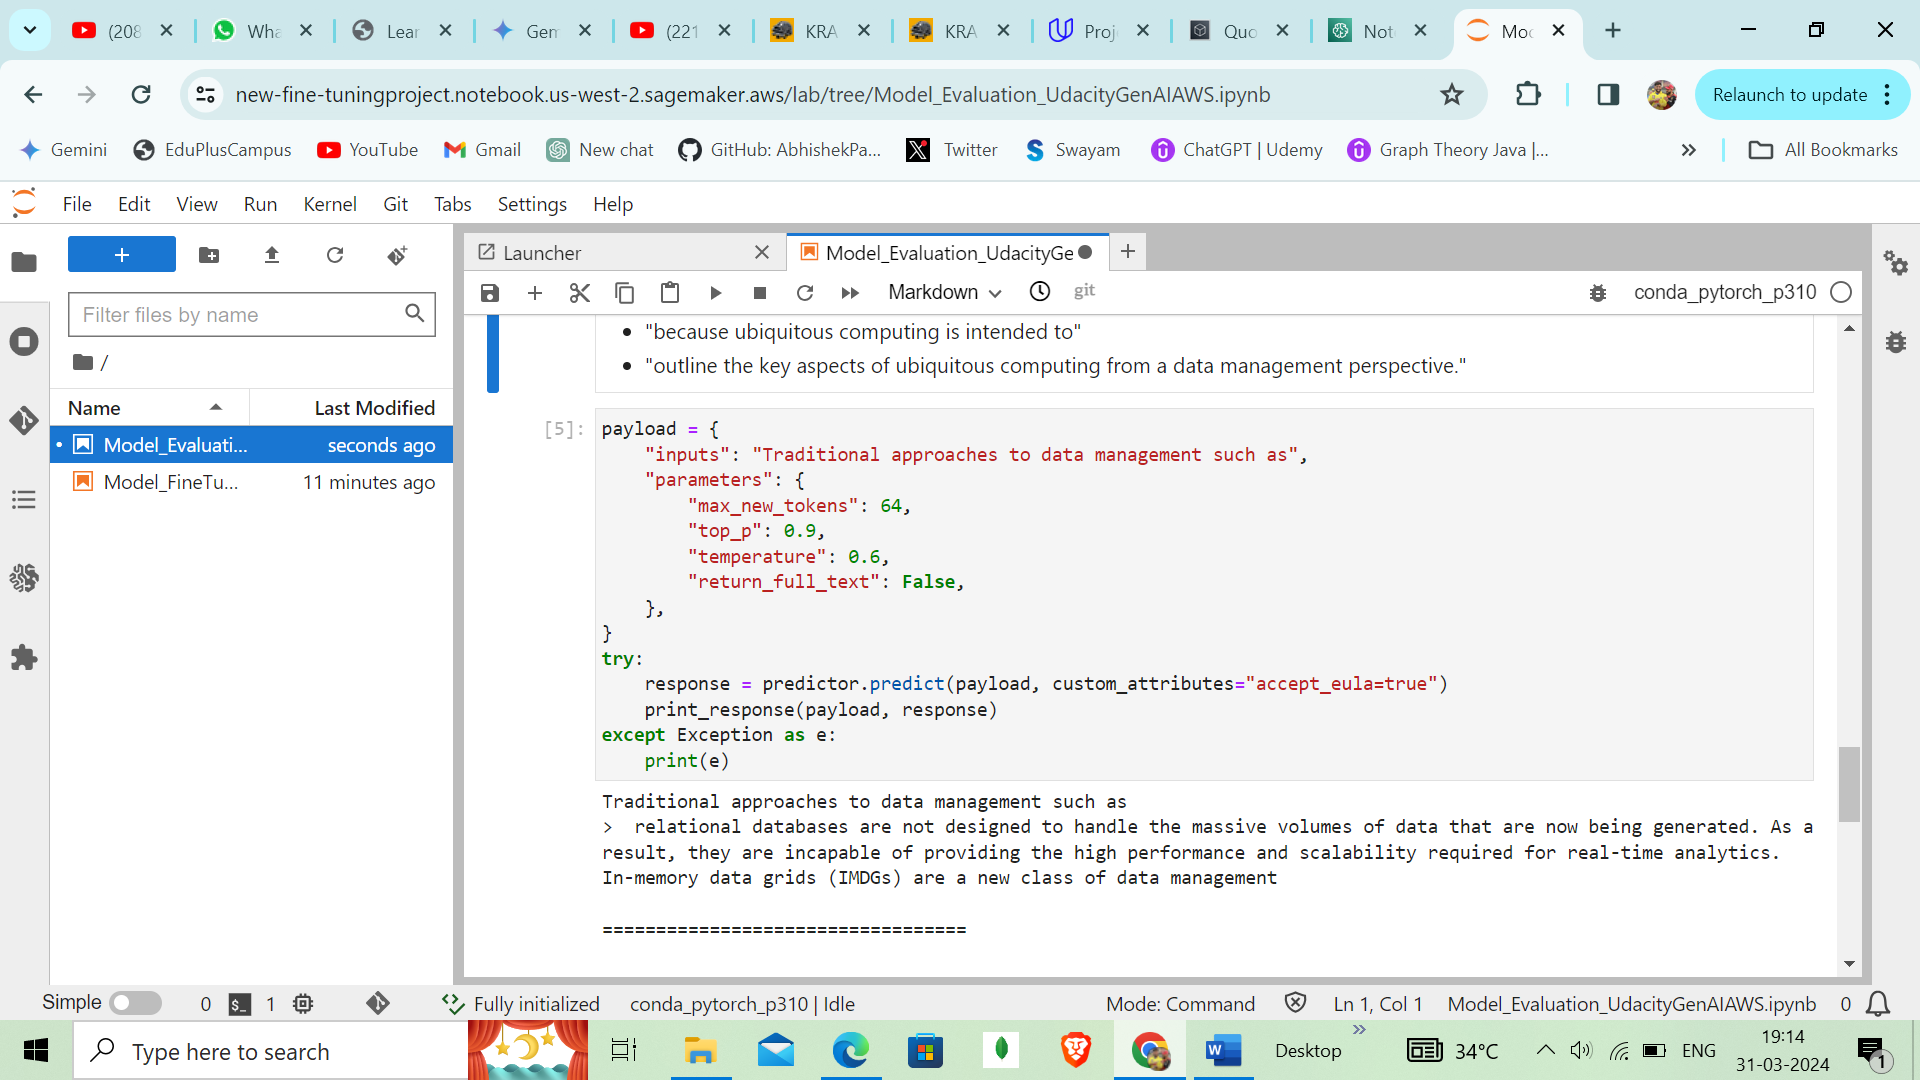 (208
Wha
Lear
Gem
(221
KRA
KRA
Proj
Quo
Not
Mod
new-fine-tuningproject.notebook.us-west-2.sagemaker.aws/lab/tree/Model_Evaluation_UdacityGenAIAWS.ipynb
Relaunch to update
Gemini
EduPlusCampus
YouTube
Gmail
New chat
GitHub: AbhishekPa...
Twitter
Swayam
ChatGPT | Udemy
Graph Theory Java |...
All Bookmarks
File Edit View Run Kernel Git Tabs Settings Help
Launcher
Model_Evaluation_UdacityGe
Markdown
git
conda_pytorch_p310
Filter files by name
/
Name Last Modified
Model_Evaluati... seconds ago
Model_FineTu... 11 minutes ago
• "because ubiquitous computing is intended to"
• "outline the key aspects of ubiquitous computing from a data management perspective."
[5]:
payload = {
"inputs": "Traditional approaches to data management such as",
"parameters": {
"max_new_tokens": 64,
"top_p": 0.9,
"temperature": 0.6,
"return_full_text": False,
},
}
try:
response = predictor.predict(payload, custom_attributes="accept_eula=true")
print_response(payload, response)
except Exception as e:
print(e)
Traditional approaches to data management such as
>  relational databases are not designed to handle the massive volumes of data that are now being generated. As a
result, they are incapable of providing the high performance and scalability required for real-time analytics.
In-memory data grids (IMDGs) are a new class of data management
==================================
Simple 0 $_ 1 Fully initialized conda_pytorch_p310 | Idle Mode: Command Ln 1, Col 1 Model_Evaluation_UdacityGenAIAWS.ipynb 0
Type here to search
Desktop
34°C
ENG
19:14
31-03-2024
1